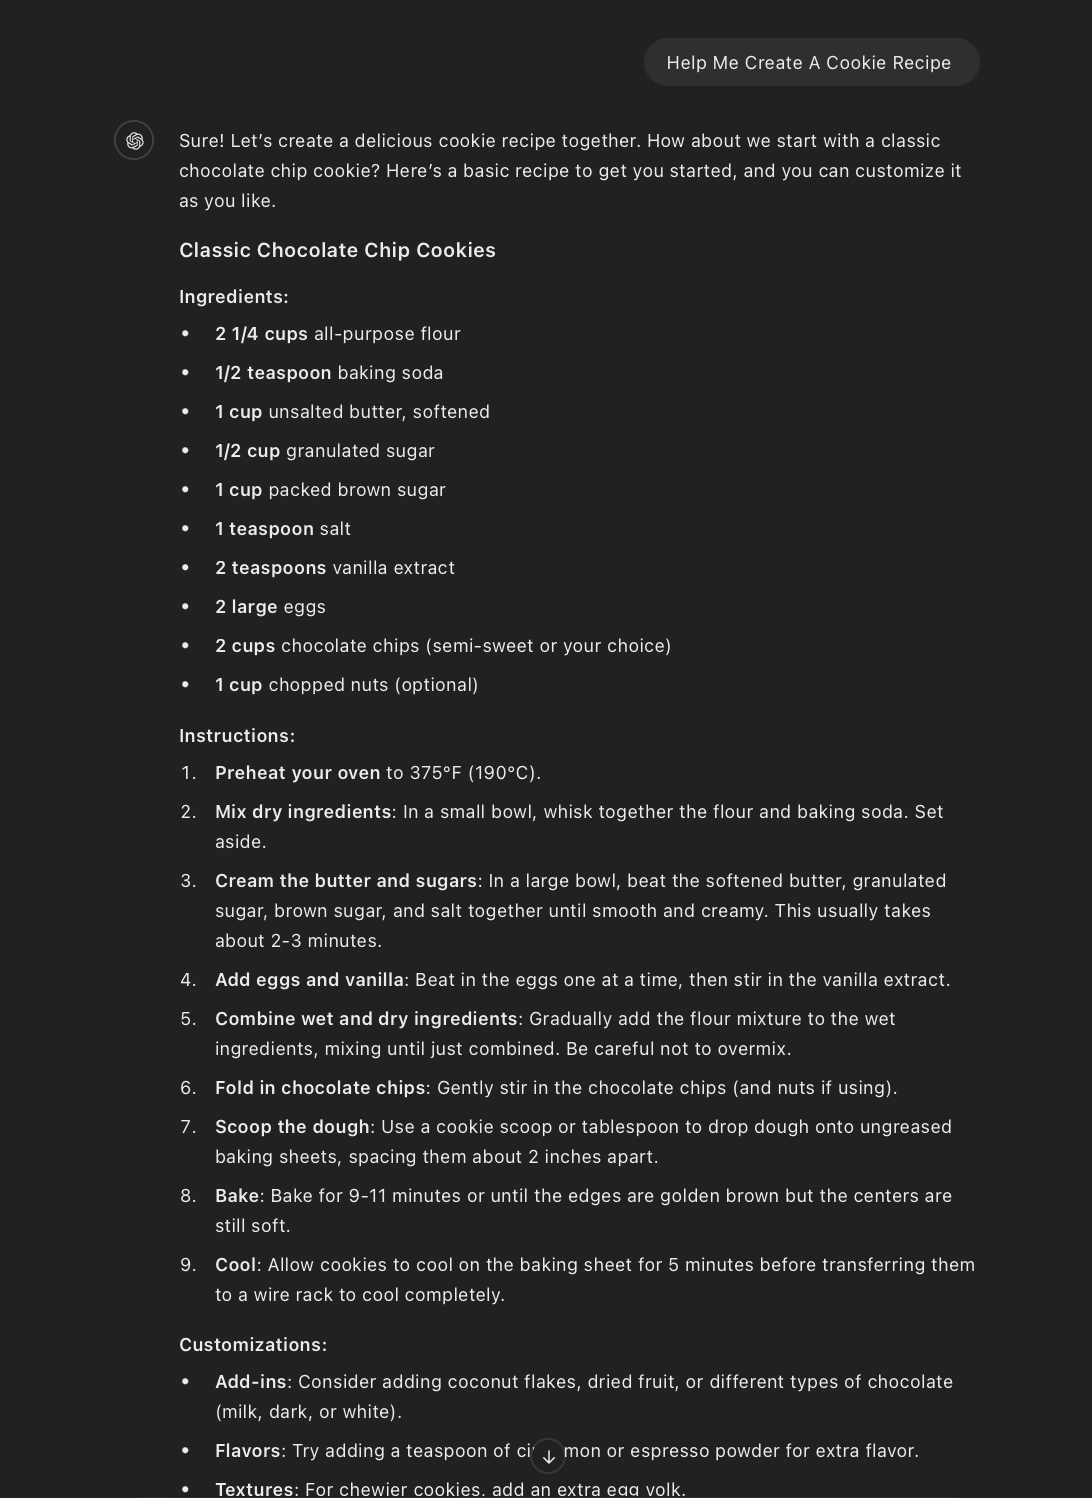 Help Me Create A Cookie Recipe
Sure! Let’s create a delicious cookie recipe together. How about we start with a classic
chocolate chip cookie? Here’s a basic recipe to get you started, and you can customize it
as you like.
Classic Chocolate Chip Cookies
Ingredients:
• 2 1/4 cups all-purpose flour
• 1/2 teaspoon baking soda
• 1 cup unsalted butter, softened
• 1/2 cup granulated sugar
• 1 cup packed brown sugar
• 1 teaspoon salt
• 2 teaspoons vanilla extract
• 2 large eggs
• 2 cups chocolate chips (semi-sweet or your choice)
• 1 cup chopped nuts (optional)
Instructions:
1. Preheat your oven to 375°F (190°C).
2. Mix dry ingredients: In a small bowl, whisk together the flour and baking soda. Set
aside.
3. Cream the butter and sugars: In a large bowl, beat the softened butter, granulated
sugar, brown sugar, and salt together until smooth and creamy. This usually takes
about 2-3 minutes.
4. Add eggs and vanilla: Beat in the eggs one at a time, then stir in the vanilla extract.
5. Combine wet and dry ingredients: Gradually add the flour mixture to the wet
ingredients, mixing until just combined. Be careful not to overmix.
6. Fold in chocolate chips: Gently stir in the chocolate chips (and nuts if using).
7. Scoop the dough: Use a cookie scoop or tablespoon to drop dough onto ungreased
baking sheets, spacing them about 2 inches apart.
8. Bake: Bake for 9-11 minutes or until the edges are golden brown but the centers are
still soft.
9. Cool: Allow cookies to cool on the baking sheet for 5 minutes before transferring them
to a wire rack to cool completely.
Customizations:
• Add-ins: Consider adding coconut flakes, dried fruit, or different types of chocolate
(milk, dark, or white).
• Flavors: Try adding a teaspoon of cinnamon or espresso powder for extra flavor.
• Textures: For chewier cookies, add an extra egg yolk.